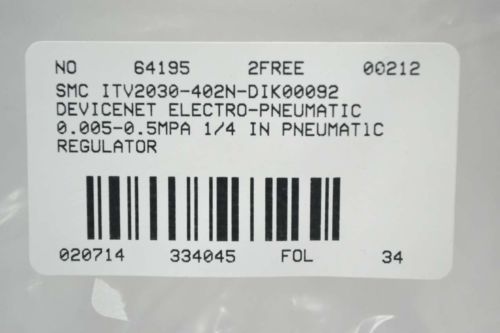 NO 64195 2FREE 00212
SMC ITV2030-402N-DIK00092
DEVICENET ELECTRO-PNEUMATIC
0.005-0.5MPA 1/4 IN PNEUMAT1C
REGULATOR
020714 334045 FOL 34